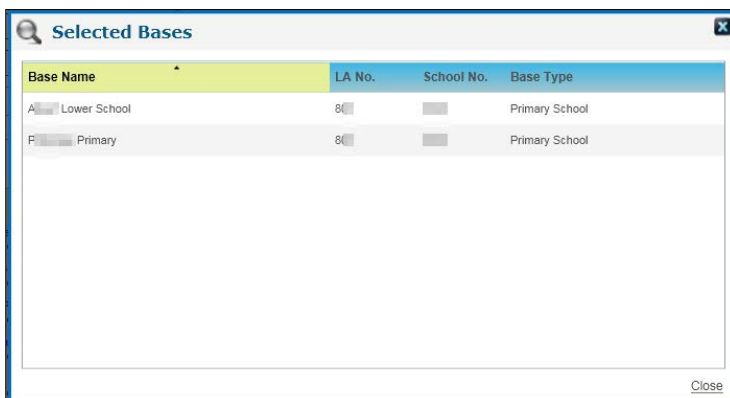 Selected Bases
Base Name LA No. School No. Base Type
Lower School Primary School
Primary Primary School
Close